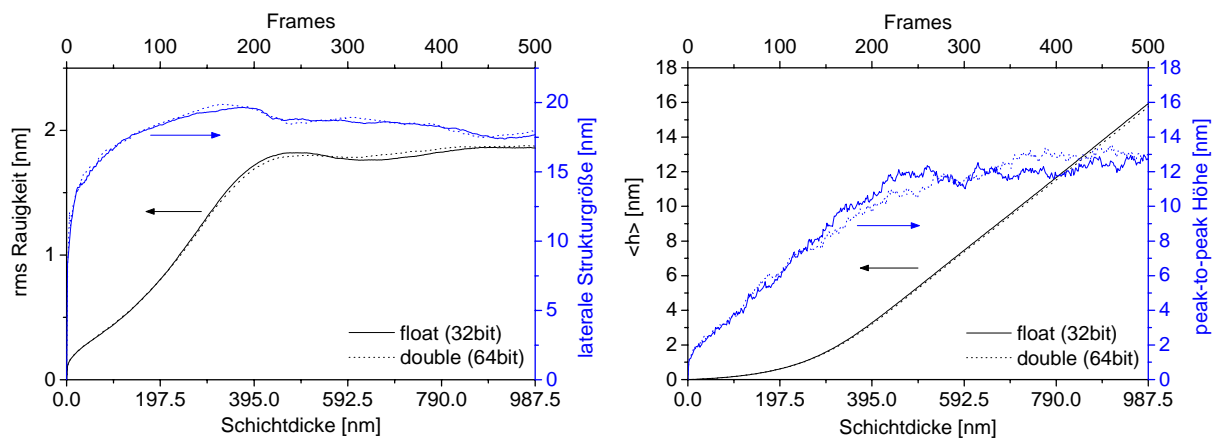 Frames
0 100 200 300 400 500
2
1
0
rms Rauigkeit [nm]
20
15
10
5
0
laterale Strukturgröße [nm]
float (32bit)
double (64bit)
0.0 197.5 395.0 592.5 790.0 987.5
Schichtdicke [nm]
Frames
0 100 200 300 400 500
18
16
14
12
10
8
6
4
2
0
<h> [nm]
18
16
14
12
10
8
6
4
2
0
peak-to-peak Höhe [nm]
float (32bit)
double (64bit)
0.0 197.5 395.0 592.5 790.0 987.5
Schichtdicke [nm]